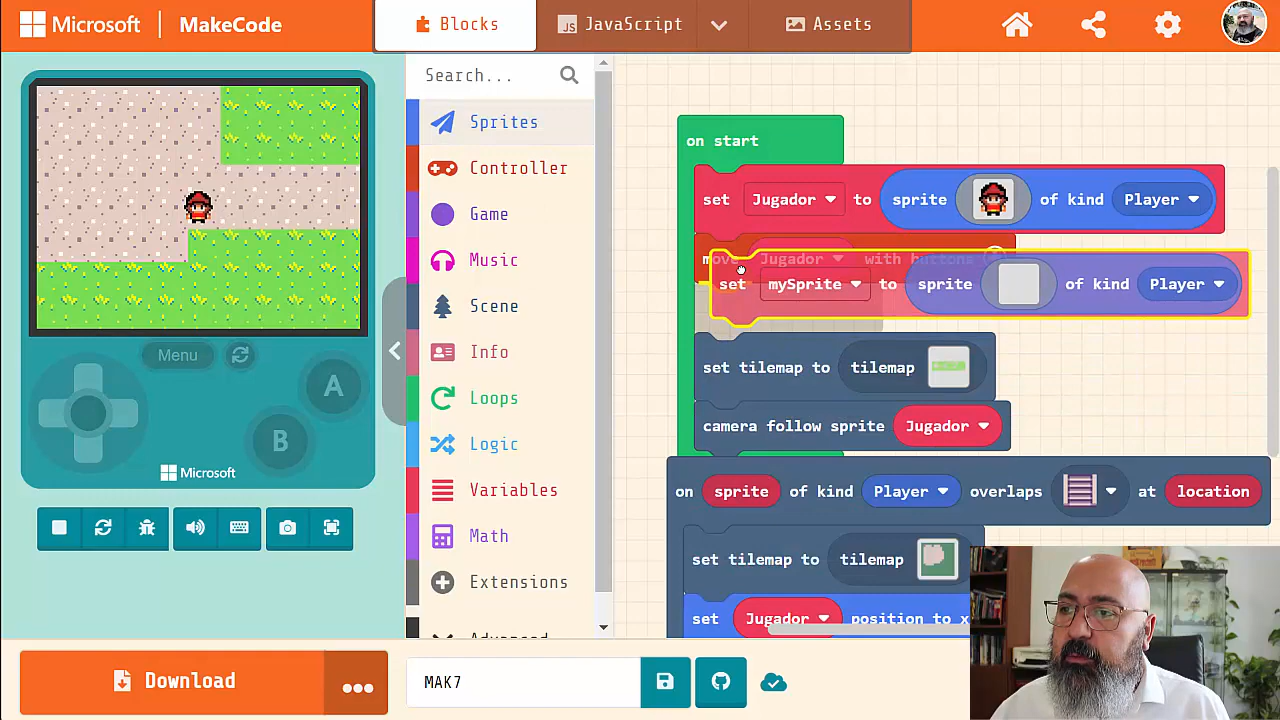 Microsoft | MakeCode
Blocks
JavaScript
Assets
Search...
Sprites
Controller
Game
Music
Scene
Info
Loops
Logic
Variables
Math
Extensions
Advanced
Menu
A
B
Microsoft
on start
set Jugador to sprite of kind Player
move Jugador with buttons
set mySprite to sprite of kind Player
set tilemap to tilemap
camera follow sprite Jugador
on sprite of kind Player overlaps at location
set tilemap to tilemap
set Jugador position to x
Download
MAK7